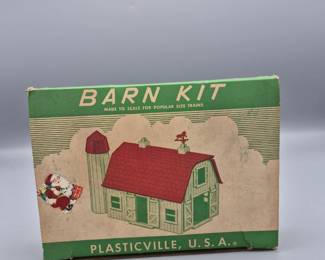 BARN KIT
MADE TO SCALE FOR POPULAR SIZE TRAINS
PLASTICVILLE, U.S.A.®